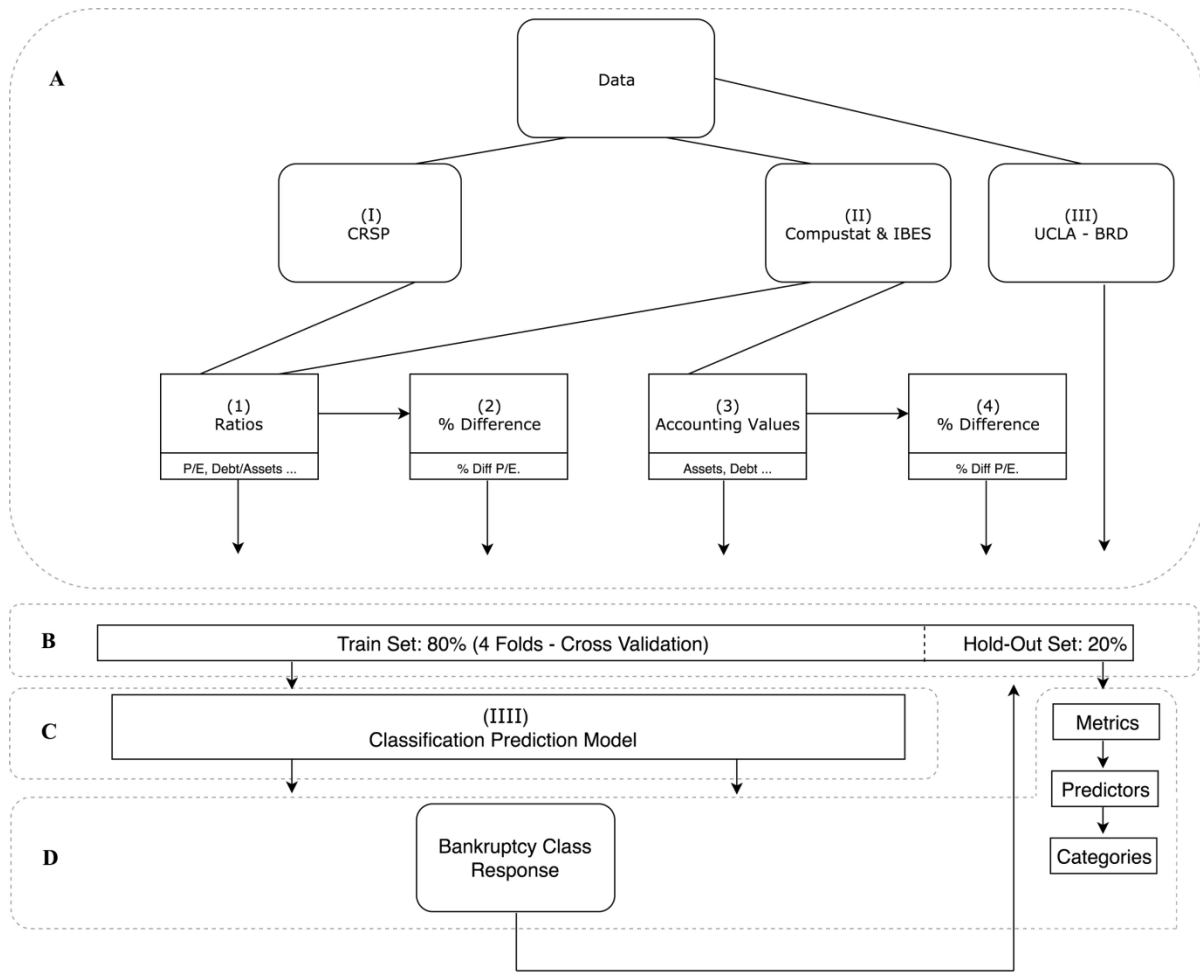 A
Data
(I)
CRSP
(II)
Compustat & IBES
(III)
UCLA - BRD
(1)
Ratios
P/E, Debt/Assets ...
(2)
% Difference
% Diff P/E.
(3)
Accounting Values
Assets, Debt ...
(4)
% Difference
% Diff P/E.
B
Train Set: 80% (4 Folds - Cross Validation)
Hold-Out Set: 20%
C
(IIII)
Classification Prediction Model
Metrics
Predictors
Categories
D
Bankruptcy Class
Response